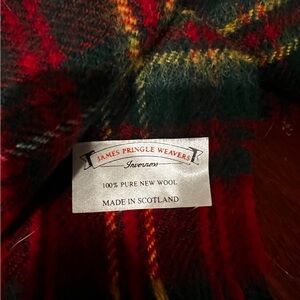 JAMES PRINGLE WEAVERS
Inverness
100% PURE NEW WOOL
MADE IN SCOTLAND